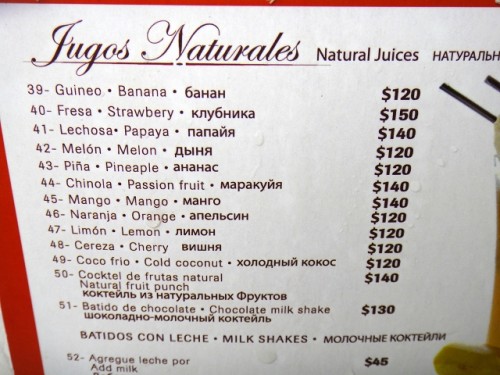 Jugos Naturales Natural Juices НАТУРАЛЬН
39- Guineo • Banana • банан $120
40- Fresa • Strawbery • клубника $150
41- Lechosa • Papaya • папайя $140
42- Melón • Melon • дыня $120
43- Piña • Pineaple • ананас $120
44- Chinola • Passion fruit • маракуйя $140
45- Mango • Mango • манго $140
46- Naranja • Orange • апельсин $120
47- Limón • Lemon • лимон $120
48- Cereza • Cherry вишня $120
49- Coco frio • Cold coconut • холодный кокос $120
50- Cocktel de frutas natural $140
Natural fruit punch
коктейль из натуральных Фруктов
51- Batido de chocolate • Chocolate milk shake $130
шоколадно-молочный коктейль
BATIDOS CON LECHE • MILK SHAKES • МОЛОЧНЫЕ КОКТЕЙЛИ
52- Agregue leche por $45
Add milk